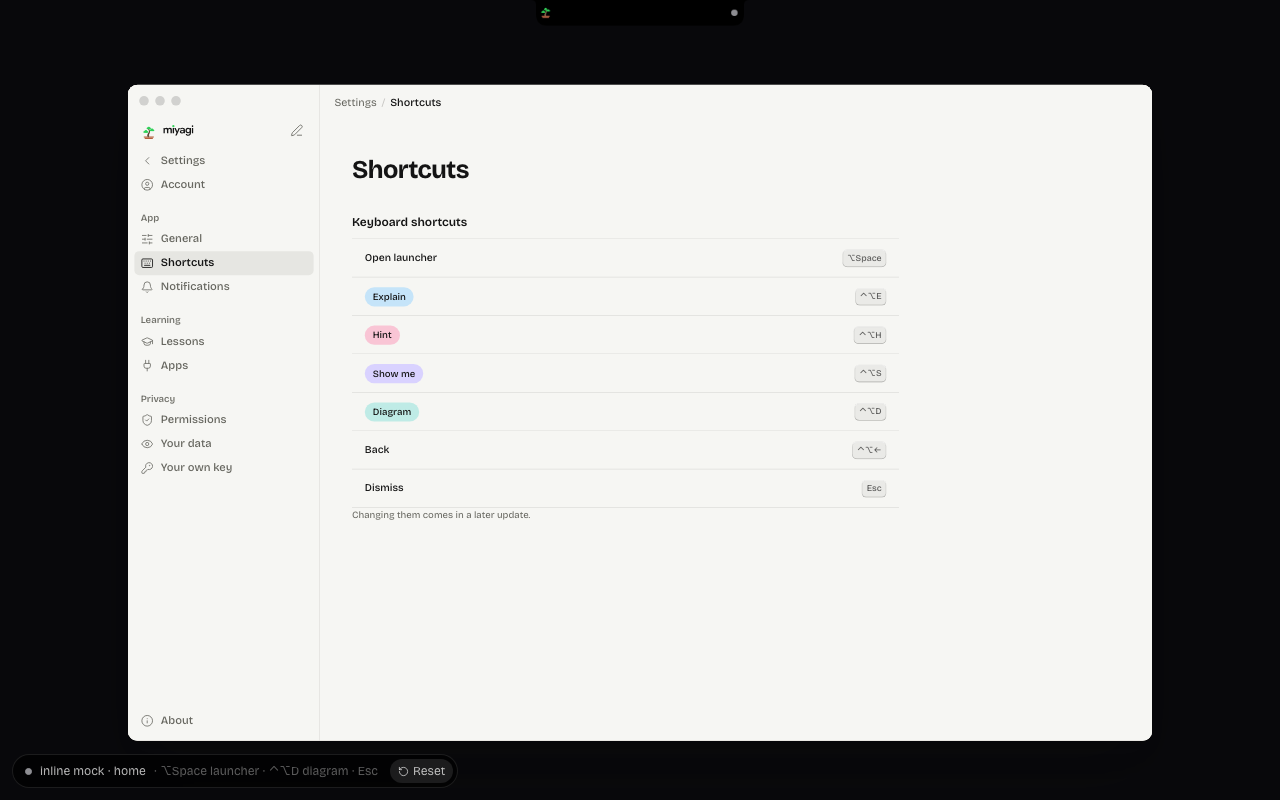 Settings / Shortcuts
miyagi
Settings
Account
App
General
Shortcuts
Notifications
Learning
Lessons
Apps
Privacy
Permissions
Your data
Your own key
About
Shortcuts
Keyboard shortcuts
Open launcher ⌥Space
Explain ^⌥E
Hint ^⌥H
Show me ^⌥S
Diagram ^⌥D
Back ^⌥←
Dismiss Esc
Changing them comes in a later update.
inline mock · home · ⌥Space launcher · ^⌥D diagram · Esc Reset